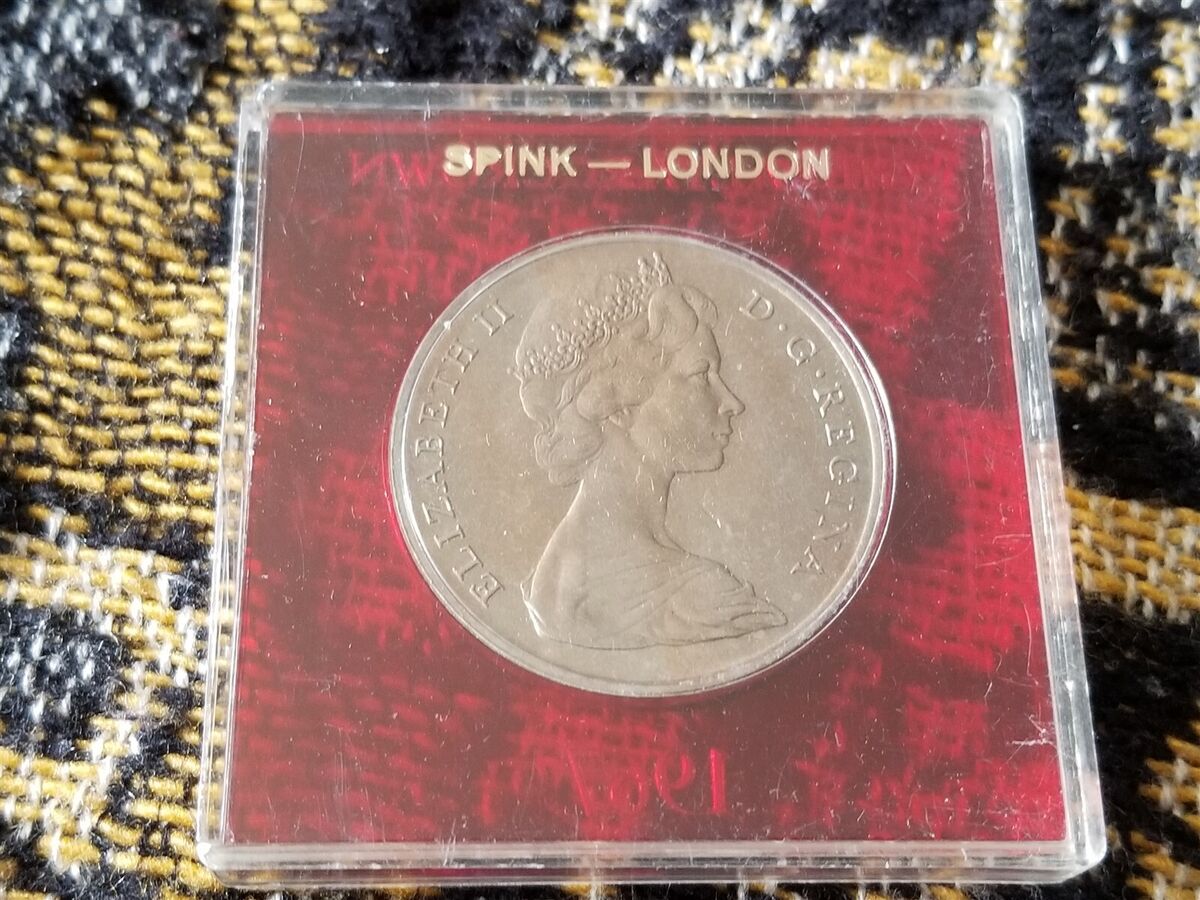 SPINK — LONDON
ELIZABETH II
D·G·REGINA